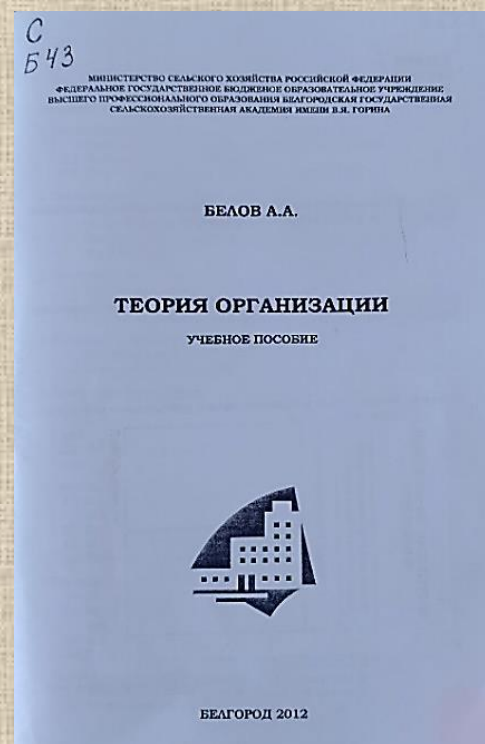 С
Б43
МИНИСТЕРСТВО СЕЛЬСКОГО ХОЗЯЙСТВА РОССИЙСКОЙ ФЕДЕРАЦИИ
ФЕДЕРАЛЬНОЕ ГОСУДАРСТВЕННОЕ БЮДЖЕНОЕ ОБРАЗОВАТЕЛЬНОЕ УЧРЕЖДЕНИЕ
ВЫСШЕГО ПРОФЕССИОНАЛЬНОГО ОБРАЗОВАНИЯ БЕЛГОРОДСКАЯ ГОСУДАРСТВЕННАЯ
СЕЛЬСКОХОЗЯЙСТВЕННАЯ АКАДЕМИЯ ИМЕНИ В.Я. ГОРИНА
БЕЛОВ А.А.
ТЕОРИЯ ОРГАНИЗАЦИИ
УЧЕБНОЕ ПОСОБИЕ
БЕЛГОРОД 2012